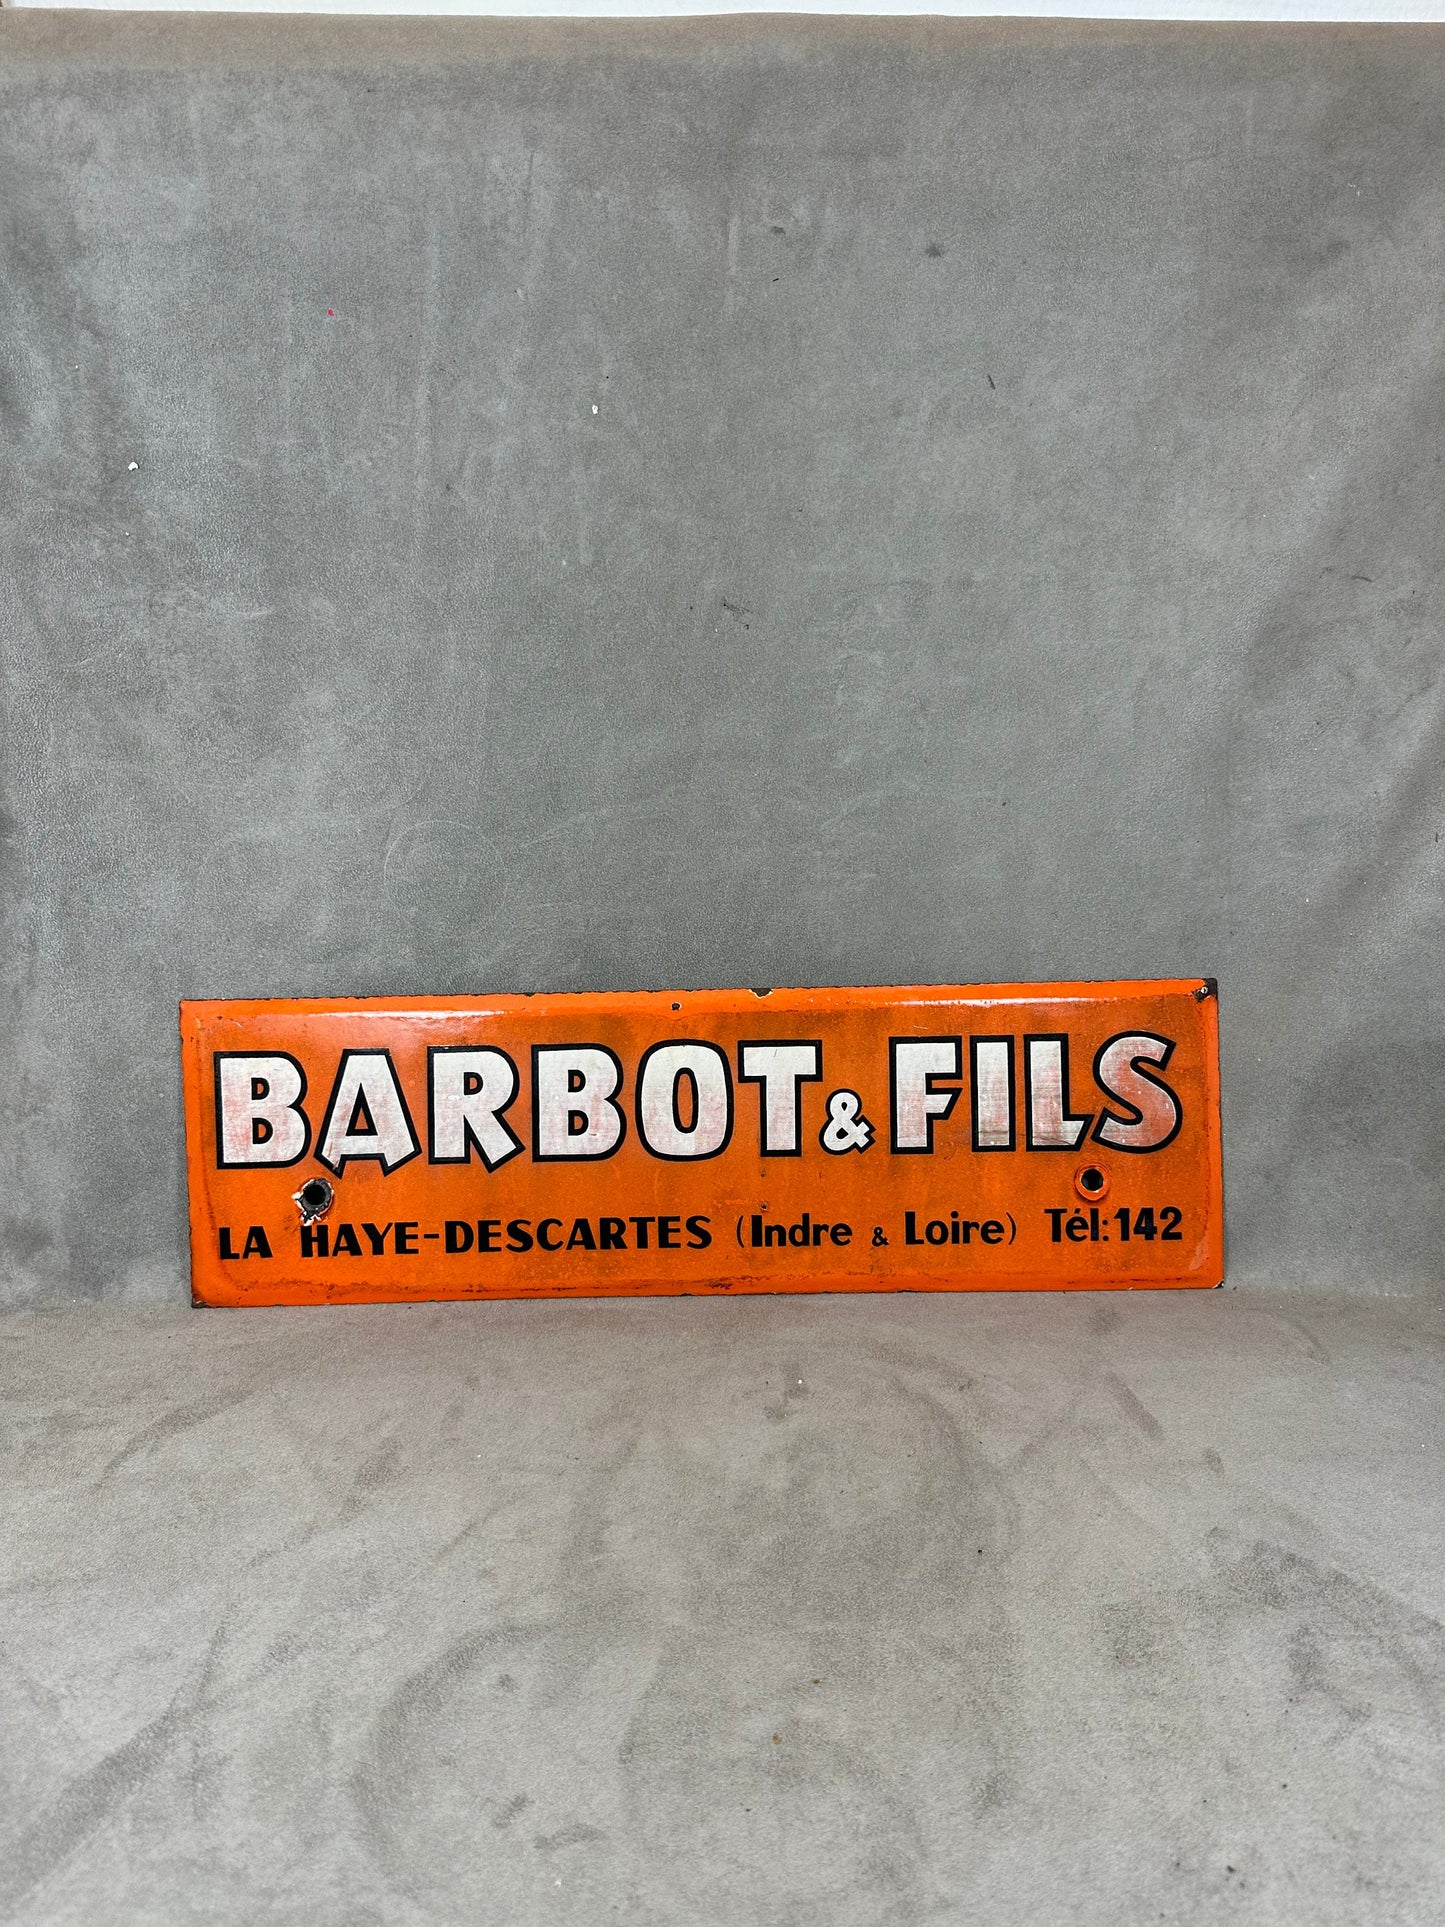 BARBOT & FILS
LA HAYE-DESCARTES (Indre & Loire) Tél:142